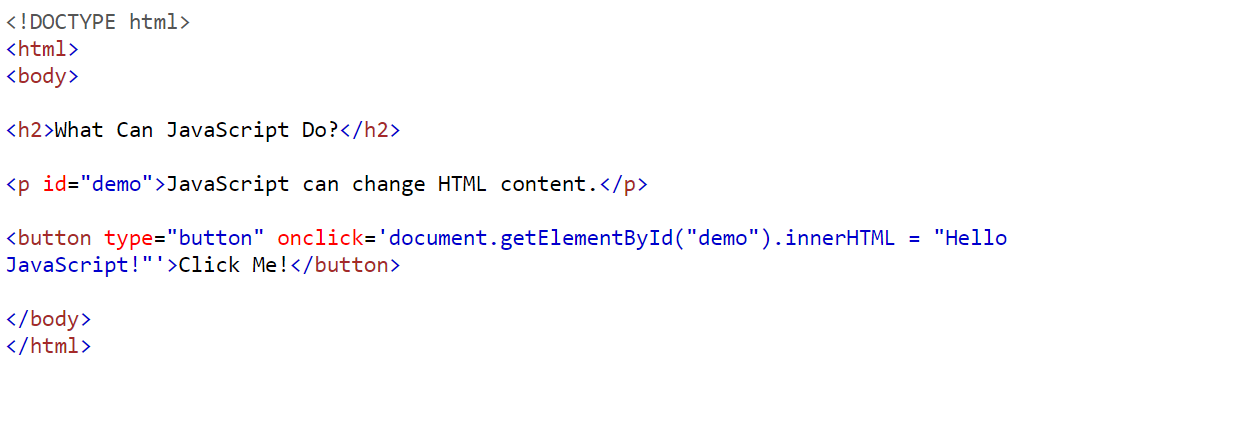 <!DOCTYPE html>
<html>
<body>
<h2>What Can JavaScript Do?</h2>
<p id="demo">JavaScript can change HTML content.</p>
<button type="button" onclick='document.getElementById("demo").innerHTML = "Hello
JavaScript!"'>Click Me!</button>
</body>
</html>